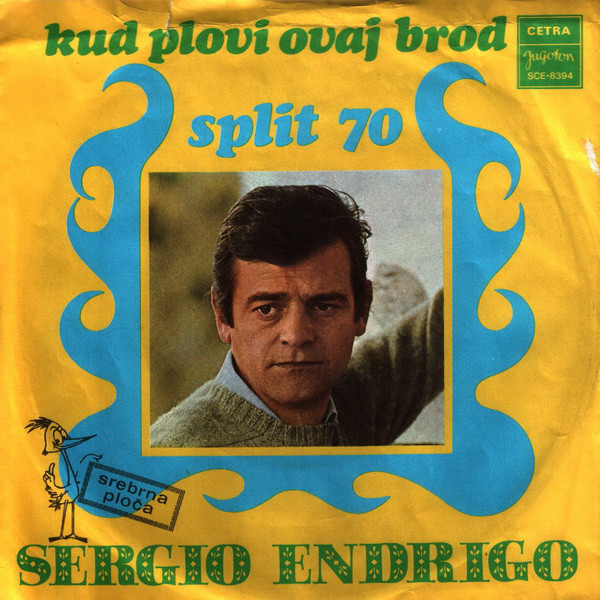 kud plovi ovaj brod
CETRA
Jugoton
SCE-8394
split 70
srebrna
ploča
SERGIO ENDRIGO